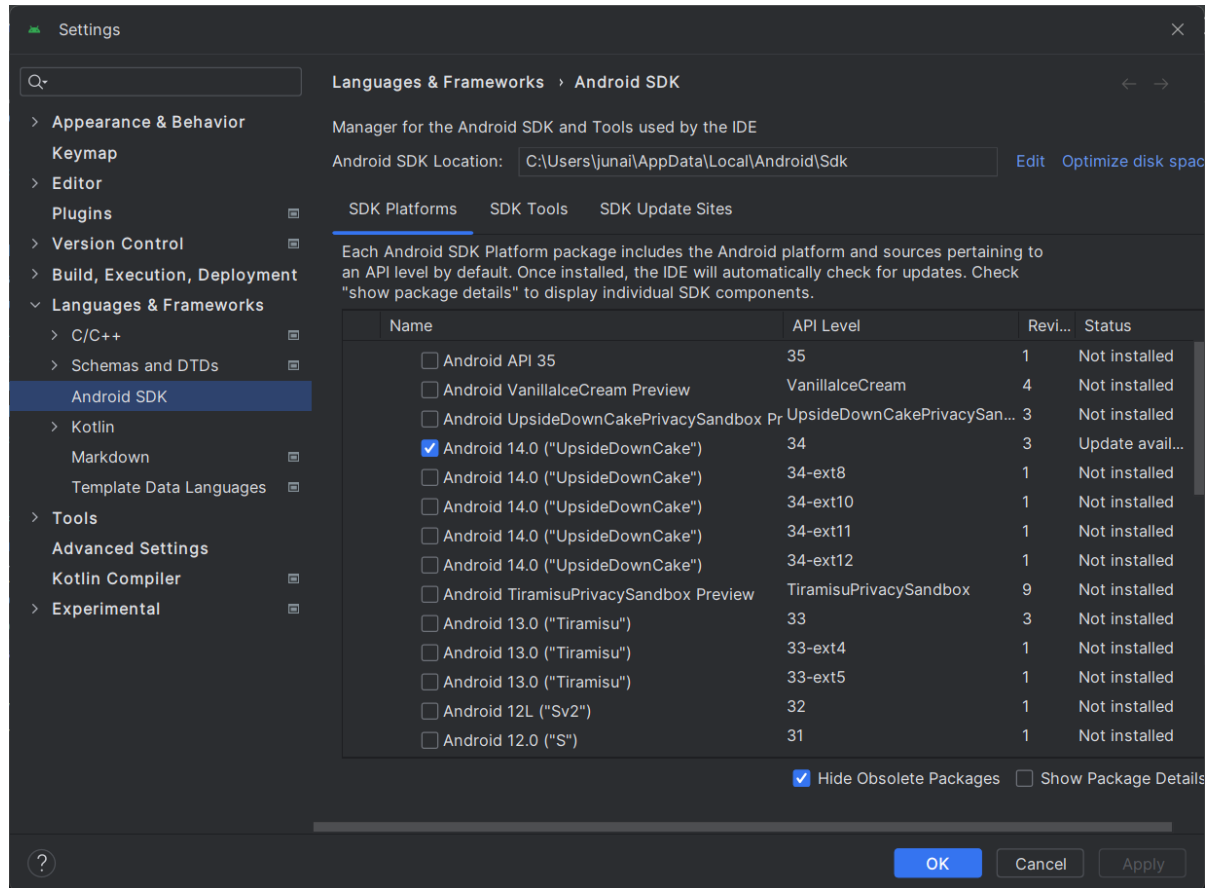 Settings
Languages & Frameworks › Android SDK
Appearance & Behavior
Keymap
Editor
Plugins
Version Control
Build, Execution, Deployment
Languages & Frameworks
C/C++
Schemas and DTDs
Android SDK
Kotlin
Markdown
Template Data Languages
Tools
Advanced Settings
Kotlin Compiler
Experimental
Manager for the Android SDK and Tools used by the IDE
Android SDK Location: C:\Users\junai\AppData\Local\Android\Sdk Edit Optimize disk spac
SDK Platforms SDK Tools SDK Update Sites
Each Android SDK Platform package includes the Android platform and sources pertaining to
an API level by default. Once installed, the IDE will automatically check for updates. Check
"show package details" to display individual SDK components.
Name API Level Revi... Status
Android API 35 35 1 Not installed
Android VanillaIceCream Preview VanillaIceCream 4 Not installed
Android UpsideDownCakePrivacySandbox Pr UpsideDownCakePrivacySan... 3 Not installed
Android 14.0 ("UpsideDownCake") 34 3 Update avail...
Android 14.0 ("UpsideDownCake") 34-ext8 1 Not installed
Android 14.0 ("UpsideDownCake") 34-ext10 1 Not installed
Android 14.0 ("UpsideDownCake") 34-ext11 1 Not installed
Android 14.0 ("UpsideDownCake") 34-ext12 1 Not installed
Android TiramisuPrivacySandbox Preview TiramisuPrivacySandbox 9 Not installed
Android 13.0 ("Tiramisu") 33 3 Not installed
Android 13.0 ("Tiramisu") 33-ext4 1 Not installed
Android 13.0 ("Tiramisu") 33-ext5 1 Not installed
Android 12L ("Sv2") 32 1 Not installed
Android 12.0 ("S") 31 1 Not installed
Hide Obsolete Packages Show Package Details
? OK Cancel Apply